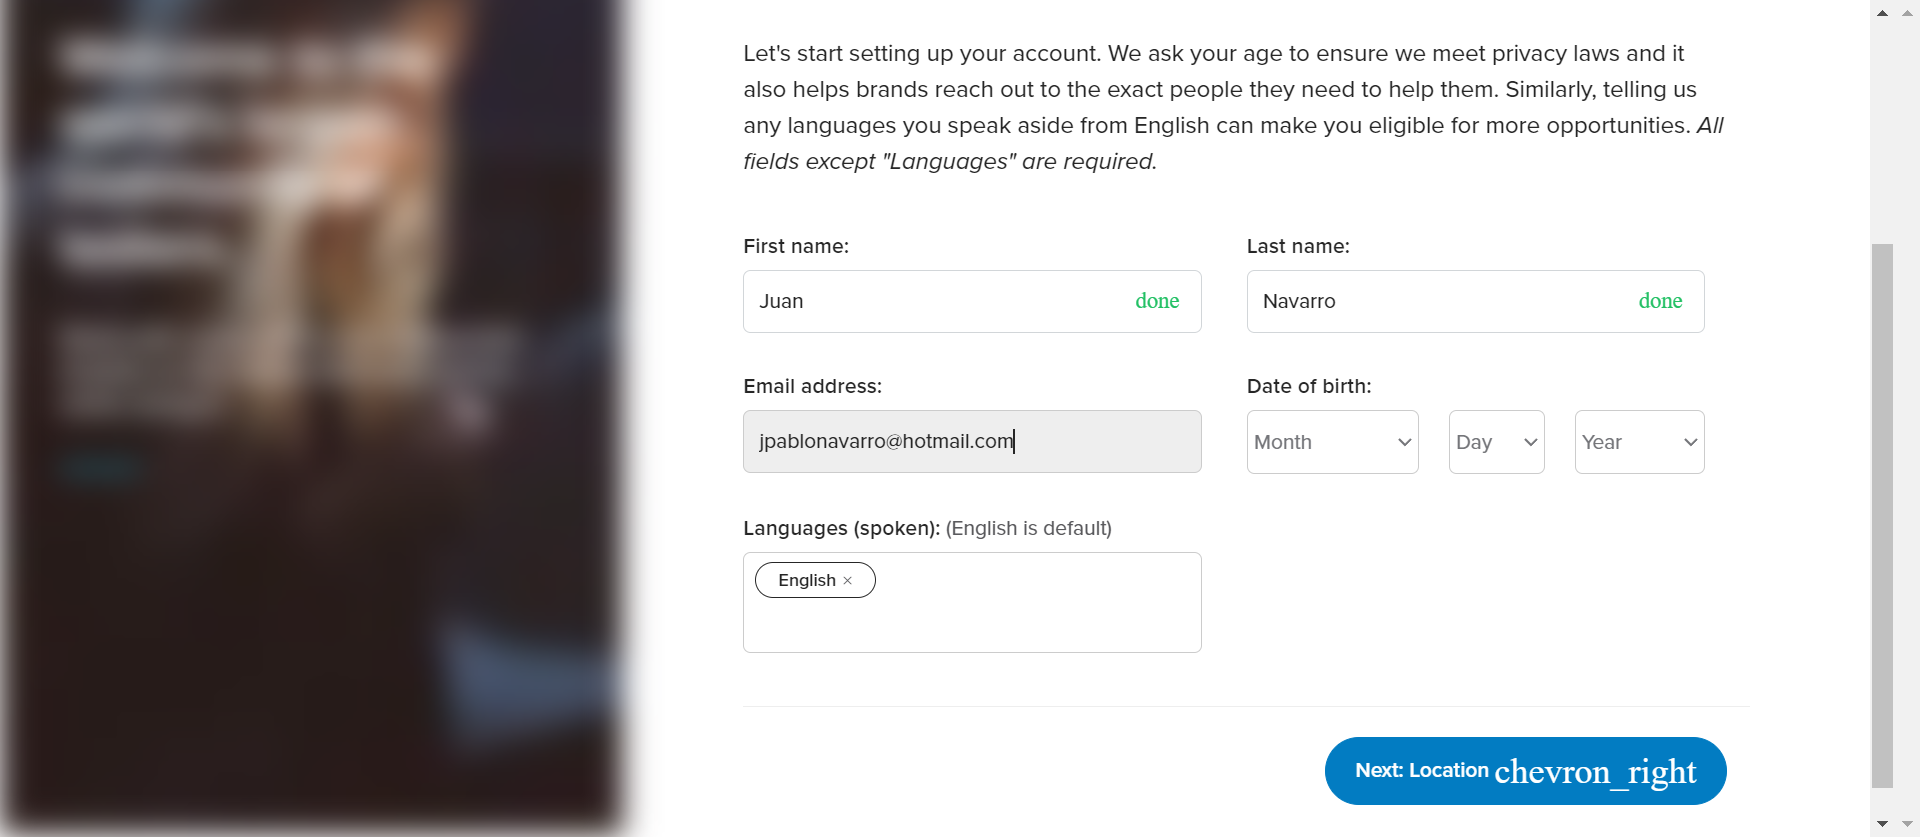 Let's start setting up your account. We ask your age to ensure we meet privacy laws and it
also helps brands reach out to the exact people they need to help them. Similarly, telling us
any languages you speak aside from English can make you eligible for more opportunities. All
fields except "Languages" are required.
First name:
Last name:
Juan done
Navarro done
Email address:
Date of birth:
jpablonavarro@hotmail.com
Month
Day
Year
Languages (spoken): (English is default)
English ×
Next: Location chevron_right